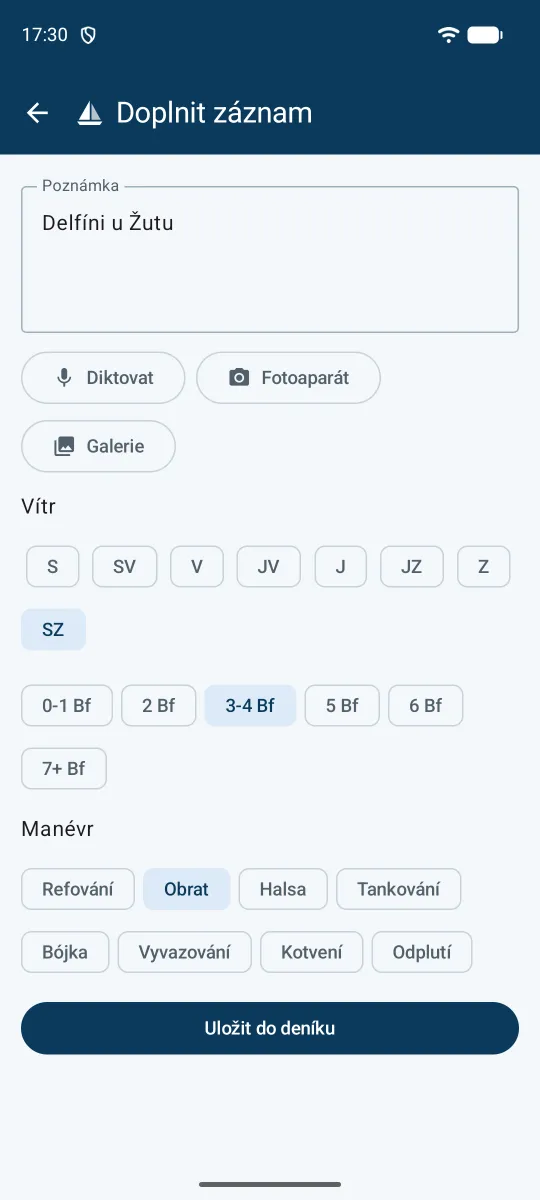 17:30
Doplnit záznam
Poznámka
Delfíni u Žutu
Diktovat Fotoaparát
Galerie
Vítr
S SV V JV J JZ Z
SZ
0-1 Bf 2 Bf 3-4 Bf 5 Bf 6 Bf
7+ Bf
Manévr
Refování Obrat Halsa Tankování
Bójka Vyvazování Kotvení Odplutí
Uložit do deníku